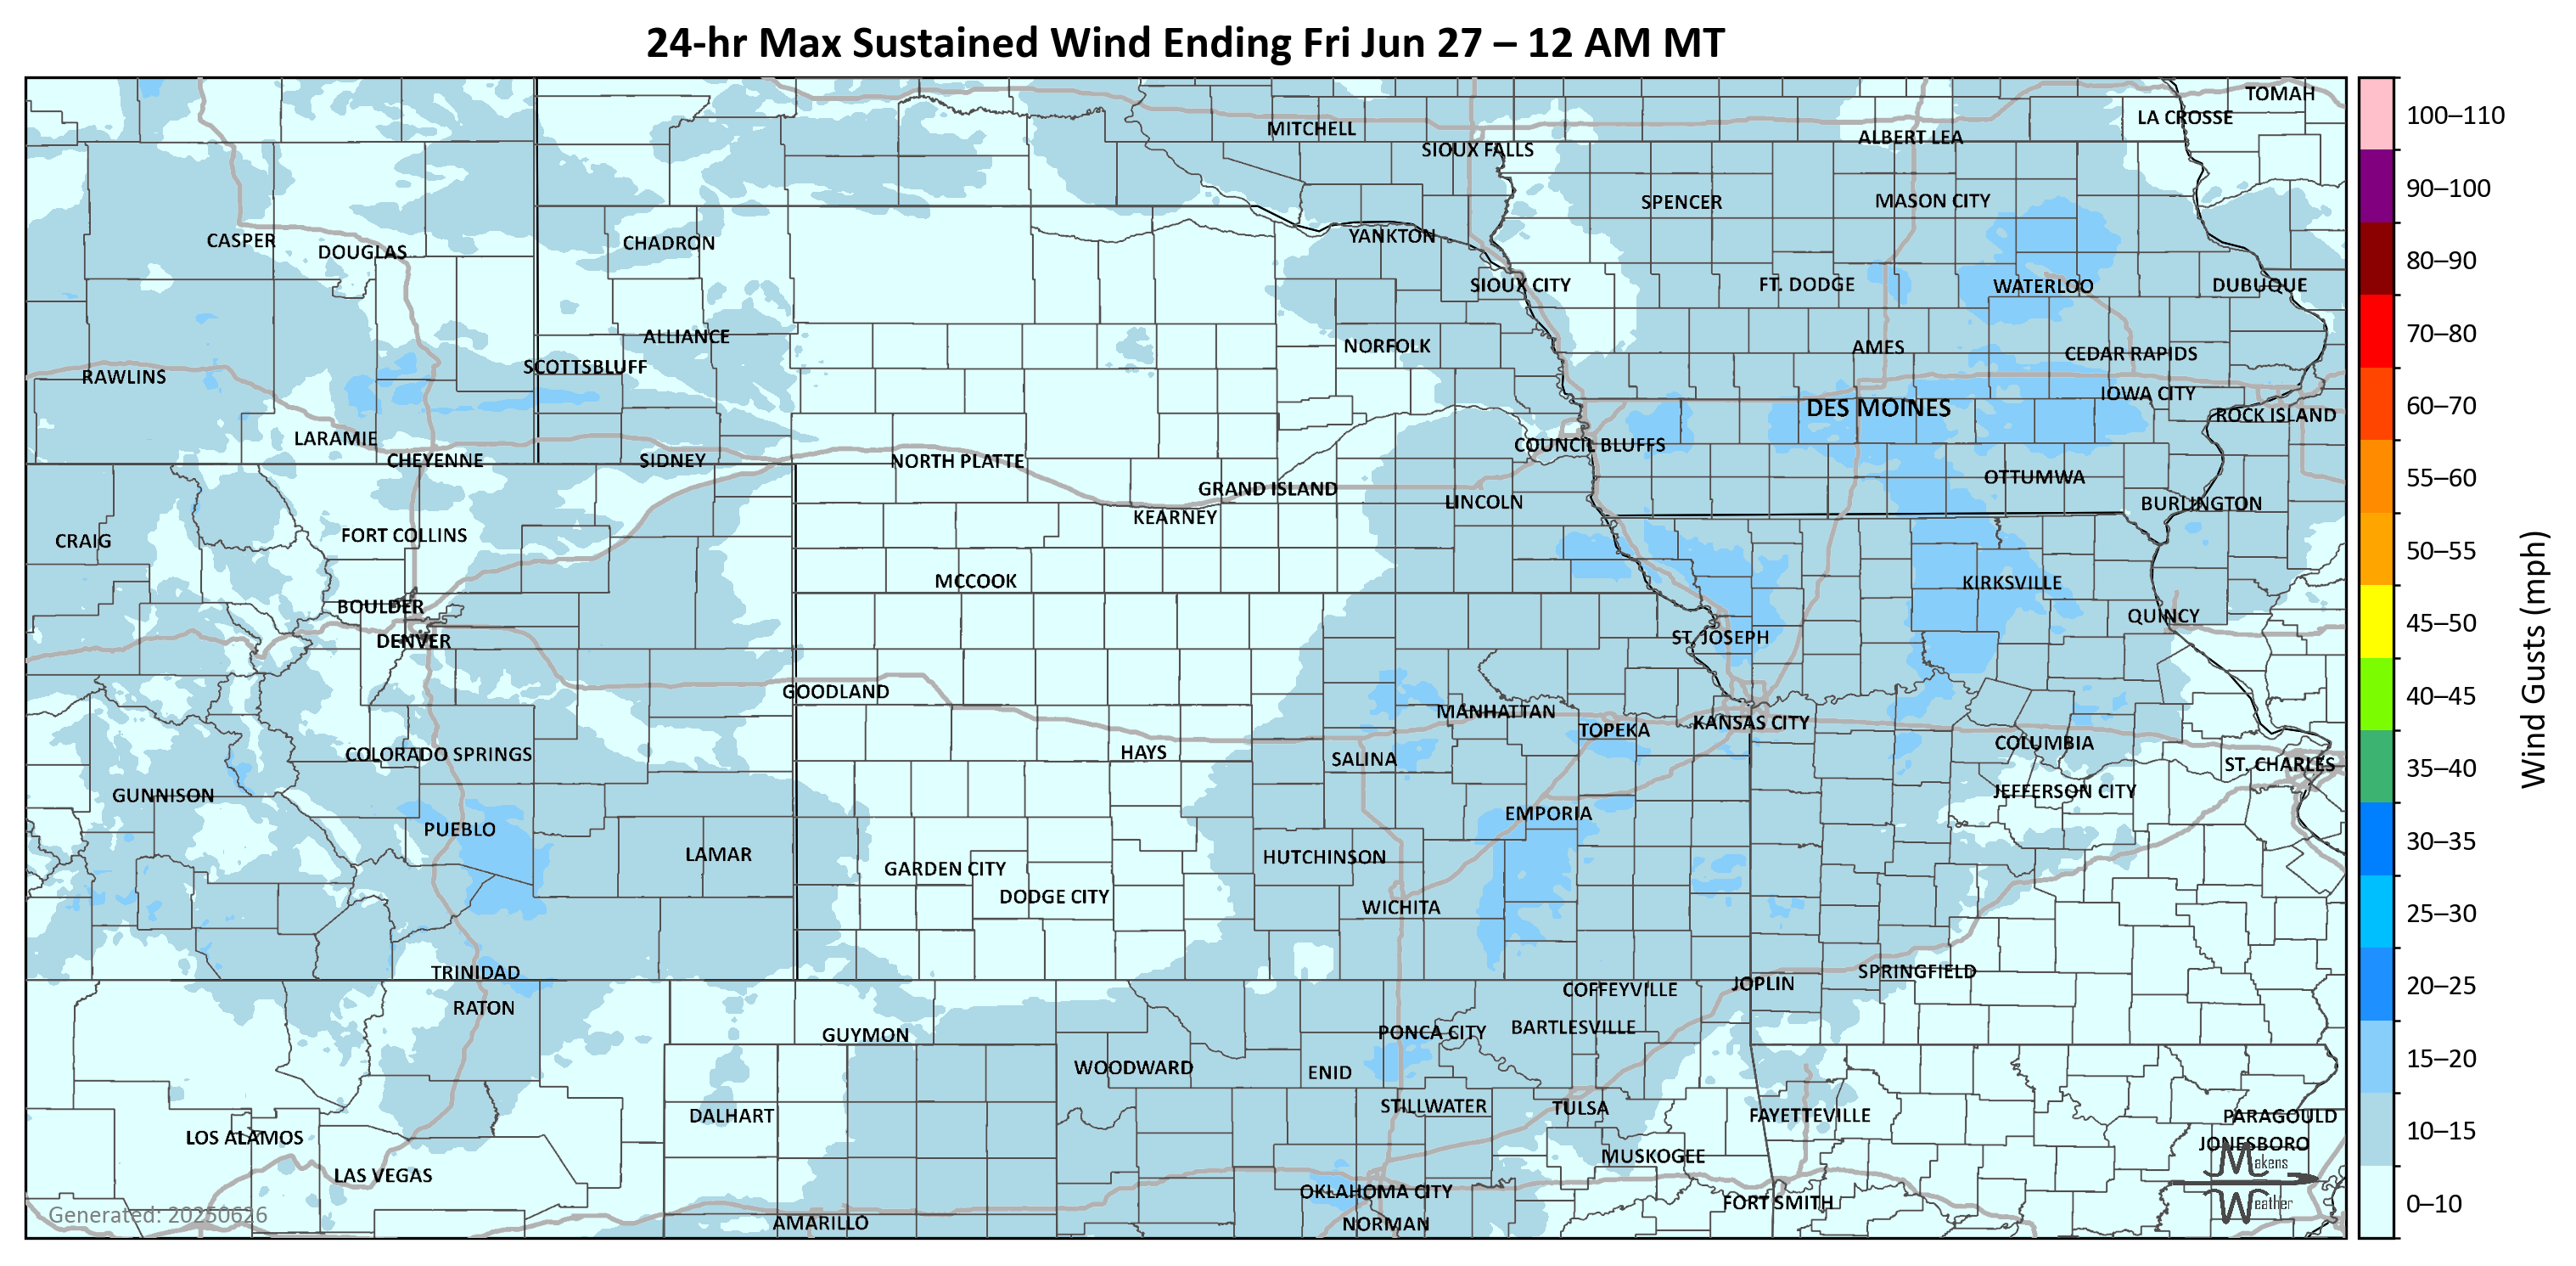 24-hr Max Sustained Wind Ending Fri Jun 27 – 12 AM MT
TOMAH
LA CROSSE
MITCHELL
ALBERT LEA
SIOUX FALLS
SPENCER
MASON CITY
CASPER
DOUGLAS
CHADRON
YANKTON
SIOUX CITY
FT. DODGE
WATERLOO
DUBUQUE
ALLIANCE
NORFOLK
AMES
CEDAR RAPIDS
SCOTTSBLUFF
RAWLINS
IOWA CITY
DES MOINES
ROCK ISLAND
LARAMIE
COUNCIL BLUFFS
CHEYENNE
SIDNEY
NORTH PLATTE
OTTUMWA
GRAND ISLAND
LINCOLN
BURLINGTON
KEARNEY
FORT COLLINS
CRAIG
MCCOOK
KIRKSVILLE
BOULDER
QUINCY
DENVER
ST. JOSEPH
GOODLAND
MANHATTAN
KANSAS CITY
TOPEKA
COLUMBIA
COLORADO SPRINGS
HAYS
SALINA
ST. CHARLES
GUNNISON
JEFFERSON CITY
EMPORIA
PUEBLO
LAMAR
HUTCHINSON
GARDEN CITY
DODGE CITY
WICHITA
TRINIDAD
SPRINGFIELD
JOPLIN
COFFEYVILLE
RATON
BARTLESVILLE
GUYMON
PONCA CITY
WOODWARD
ENID
STILLWATER
TULSA
DALHART
FAYETTEVILLE
PARAGOULD
LOS ALAMOS
JONESBORO
MUSKOGEE
LAS VEGAS
OKLAHOMA CITY
FORT SMITH
AMARILLO
NORMAN
Generated: 20250626
Makens
Weather
100–110
90–100
80–90
70–80
60–70
55–60
50–55
45–50
40–45
35–40
30–35
25–30
20–25
15–20
10–15
0–10
Wind Gusts (mph)